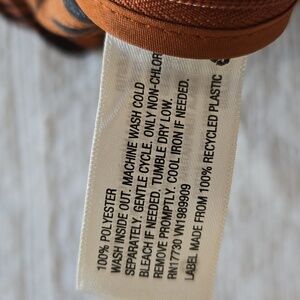 100% POLYESTER
WASH INSIDE OUT. MACHINE WASH COLD
SEPARATELY. GENTLE CYCLE. ONLY NON-CHLOR
BLEACH IF NEEDED. TUMBLE DRY LOW.
REMOVE PROMPTLY. COOL IRON IF NEEDED.
RN17730 VN1989909
LABEL MADE FROM 100% RECYCLED PLASTIC